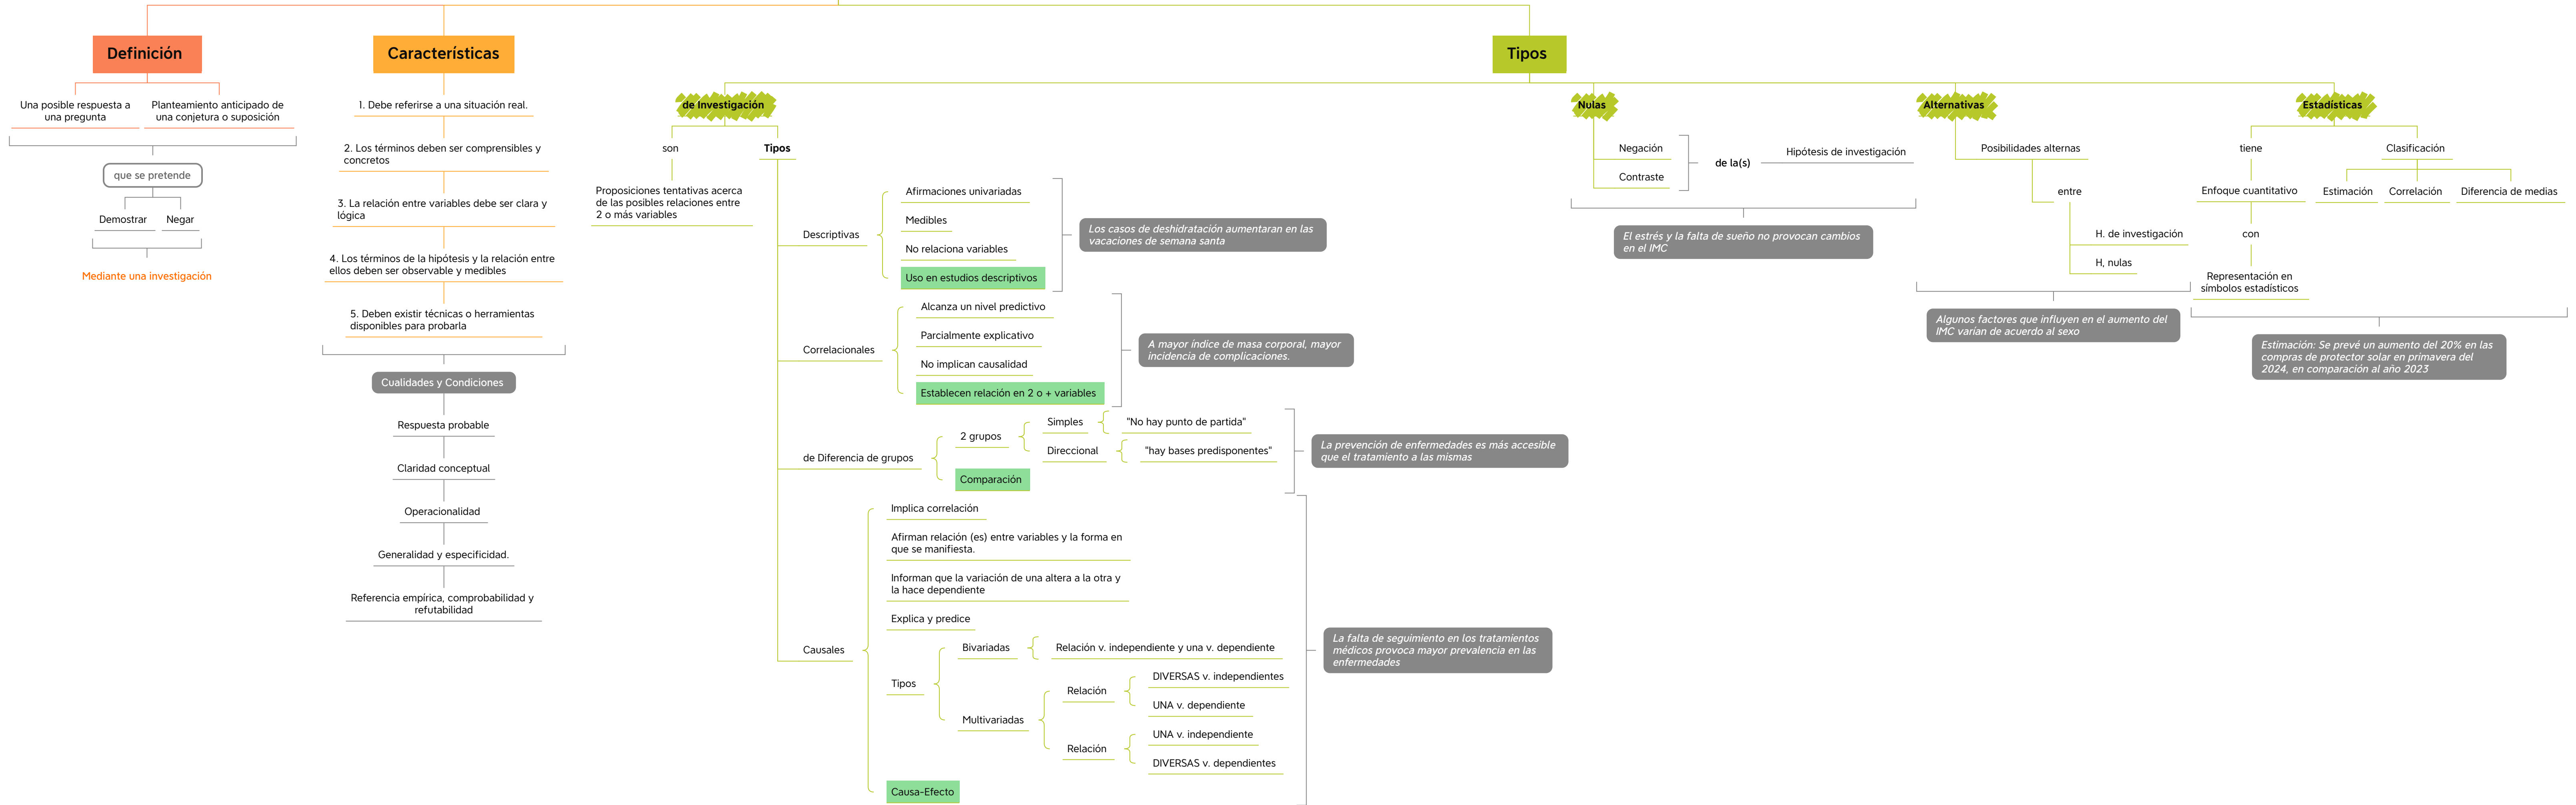 Definición
Una posible respuesta a
una pregunta
Planteamiento anticipado de
una conjetura o suposición
que se pretende
Demostrar
Negar
Mediante una investigación
Características
1. Debe referirse a una situación real.
2. Los términos deben ser comprensibles y
concretos
3. La relación entre variables debe ser clara y
lógica
4. Los términos de la hipótesis y la relación entre
ellos deben ser observable y medibles
5. Deben existir técnicas o herramientas
disponibles para probarla
Cualidades y Condiciones
Respuesta probable
Claridad conceptual
Operacionalidad
Generalidad y especificidad.
Referencia empírica, comprobabilidad y
refutabilidad
Tipos
de Investigación
son
Proposiciones tentativas acerca
de las posibles relaciones entre
2 o más variables
Tipos
Descriptivas
Afirmaciones univariadas
Medibles
No relaciona variables
Uso en estudios descriptivos
Los casos de deshidratación aumentaran en las
vacaciones de semana santa
Correlacionales
Alcanza un nivel predictivo
Parcialmente explicativo
No implican causalidad
Establecen relación en 2 o + variables
A mayor índice de masa corporal, mayor
incidencia de complicaciones.
de Diferencia de grupos
2 grupos
Simples
"No hay punto de partida"
Direccional
"hay bases predisponentes"
Comparación
La prevención de enfermedades es más accesible
que el tratamiento a las mismas
Causales
Implica correlación
Afirman relación (es) entre variables y la forma en
que se manifiesta.
Informan que la variación de una altera a la otra y
la hace dependiente
Explica y predice
Tipos
Bivariadas
Relación v. independiente y una v. dependiente
Multivariadas
Relación
DIVERSAS v. independientes
UNA v. dependiente
Relación
UNA v. independiente
DIVERSAS v. dependientes
Causa-Efecto
La falta de seguimiento en los tratamientos
médicos provoca mayor prevalencia en las
enfermedades
Nulas
Negación
Contraste
de la(s)
Hipótesis de investigación
El estrés y la falta de sueño no provocan cambios
en el IMC
Alternativas
Posibilidades alternas
entre
H. de investigación
H, nulas
Algunos factores que influyen en el aumento del
IMC varían de acuerdo al sexo
Estadísticas
tiene
Enfoque cuantitativo
con
Representación en
símbolos estadísticos
Clasificación
Estimación
Correlación
Diferencia de medias
Estimación: Se prevé un aumento del 20% en las
compras de protector solar en primavera del
2024, en comparación al año 2023